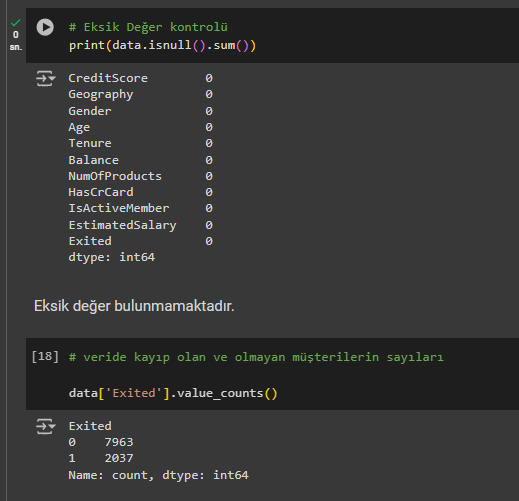 # Eksik Değer kontrolü
0
sn.
print(data.isnull().sum())
CreditScore 0
Geography 0
Gender 0
Age 0
Tenure 0
Balance 0
NumOfProducts 0
HasCrCard 0
IsActiveMember 0
EstimatedSalary 0
Exited 0
dtype: int64
Eksik değer bulunmamaktadır.
[18] # veride kayıp olan ve olmayan müşterilerin sayıları
data['Exited'].value_counts()
Exited
0 7963
1 2037
Name: count, dtype: int64